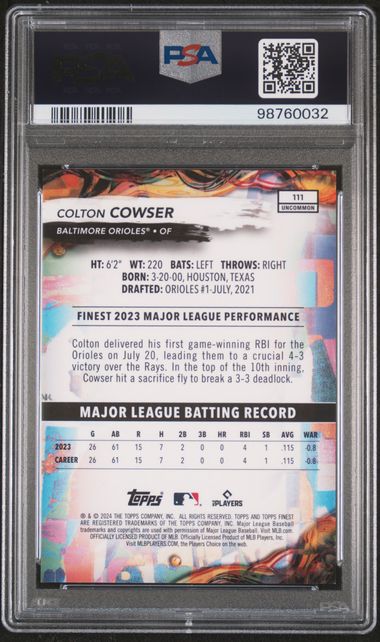 PSA
PSA
98760032
111
UNCOMMON
COLTON COWSER
BALTIMORE ORIOLES® • OF
HT: 6'2" WT: 220 BATS: LEFT THROWS: RIGHT
BORN: 3-20-00, HOUSTON, TEXAS
DRAFTED: ORIOLES #1-JULY, 2021
FINEST 2023 MAJOR LEAGUE PERFORMANCE
Colton delivered his first game-winning RBI for the
Orioles on July 20, leading them to a crucial 4-3
victory over the Rays. In the top of the 10th inning,
Cowser hit a sacrifice fly to break a 3-3 deadlock.
MAJOR LEAGUE BATTING RECORD
G AB R H 2B 3B HR RBI SB AVG WAR
2023 26 61 15 7 2 0 0 4 1 .115 -0.8
CAREER 26 61 15 7 2 0 0 4 1 .115 -0.8
Topps PLAYERS
® & © 2024 THE TOPPS COMPANY, INC. ALL RIGHTS RESERVED. TOPPS AND TOPPS FINEST
ARE REGISTERED TRADEMARKS OF THE TOPPS COMPANY, INC. Major League Baseball
trademarks and copyrights are used with permission of Major League Baseball. Visit MLB.com
OFFICIALLY LICENSED PRODUCT OF MLB Players, Inc.
Visit MLBPLAYERS.COM, the Players Choice on the web.